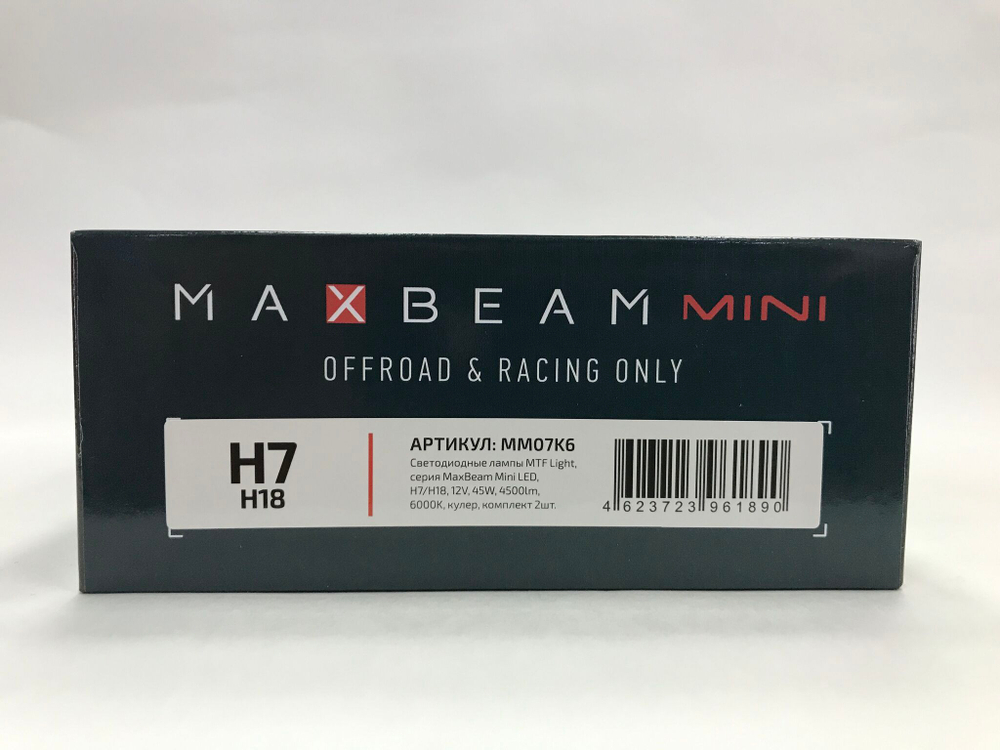 MAXBEAM MINI
OFFROAD & RACING ONLY
H7
H18
АРТИКУЛ: MM07K6
Светодиодные лампы MTF Light,
серия MaxBeam Mini LED,
H7/H18, 12V, 45W, 4500lm,
6000K, кулер, комплект 2шт.
4 623723 961890